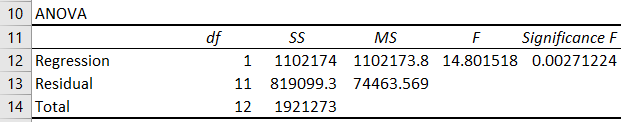 10 ANOVA
11 df SS MS F Significance F
12 Regression 1 1102174 1102173.8 14.801518 0.00271224
13 Residual 11 819099.3 74463.569
14 Total 12 1921273